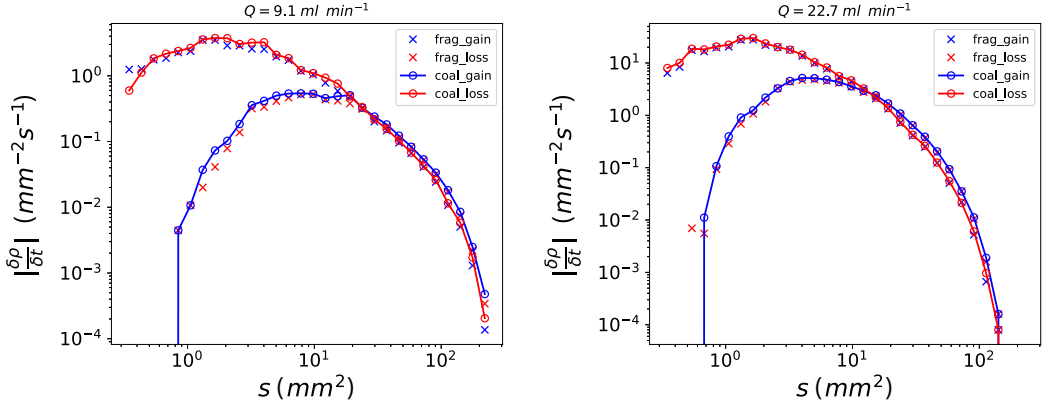 Q = 9.1 ml min⁻¹
frag_gain
frag_loss
coal_gain
coal_loss
10⁰
10⁻¹
10⁻²
10⁻³
10⁻⁴
|δρ/δt| (mm⁻²s⁻¹)
10⁰
10¹
10²
s (mm²)
Q = 22.7 ml min⁻¹
frag_gain
frag_loss
coal_gain
coal_loss
10²
10¹
10⁰
10⁻¹
10⁻²
10⁻³
10⁻⁴
|δρ/δt| (mm⁻²s⁻¹)
10⁰
10¹
10²
s (mm²)